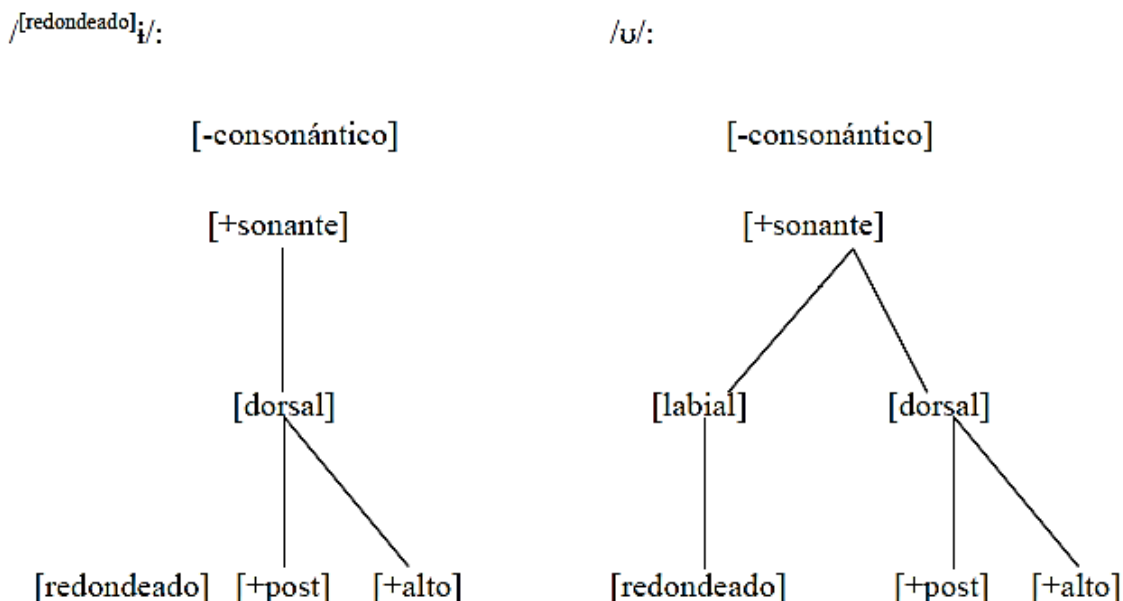 /[redondeado]ɨ/: /ʊ/:
[-consonántico] [-consonántico]
[+sonante] [+sonante]
[dorsal] [labial] [dorsal]
[redondeado] [+post] [+alto] [redondeado] [+post] [+alto]